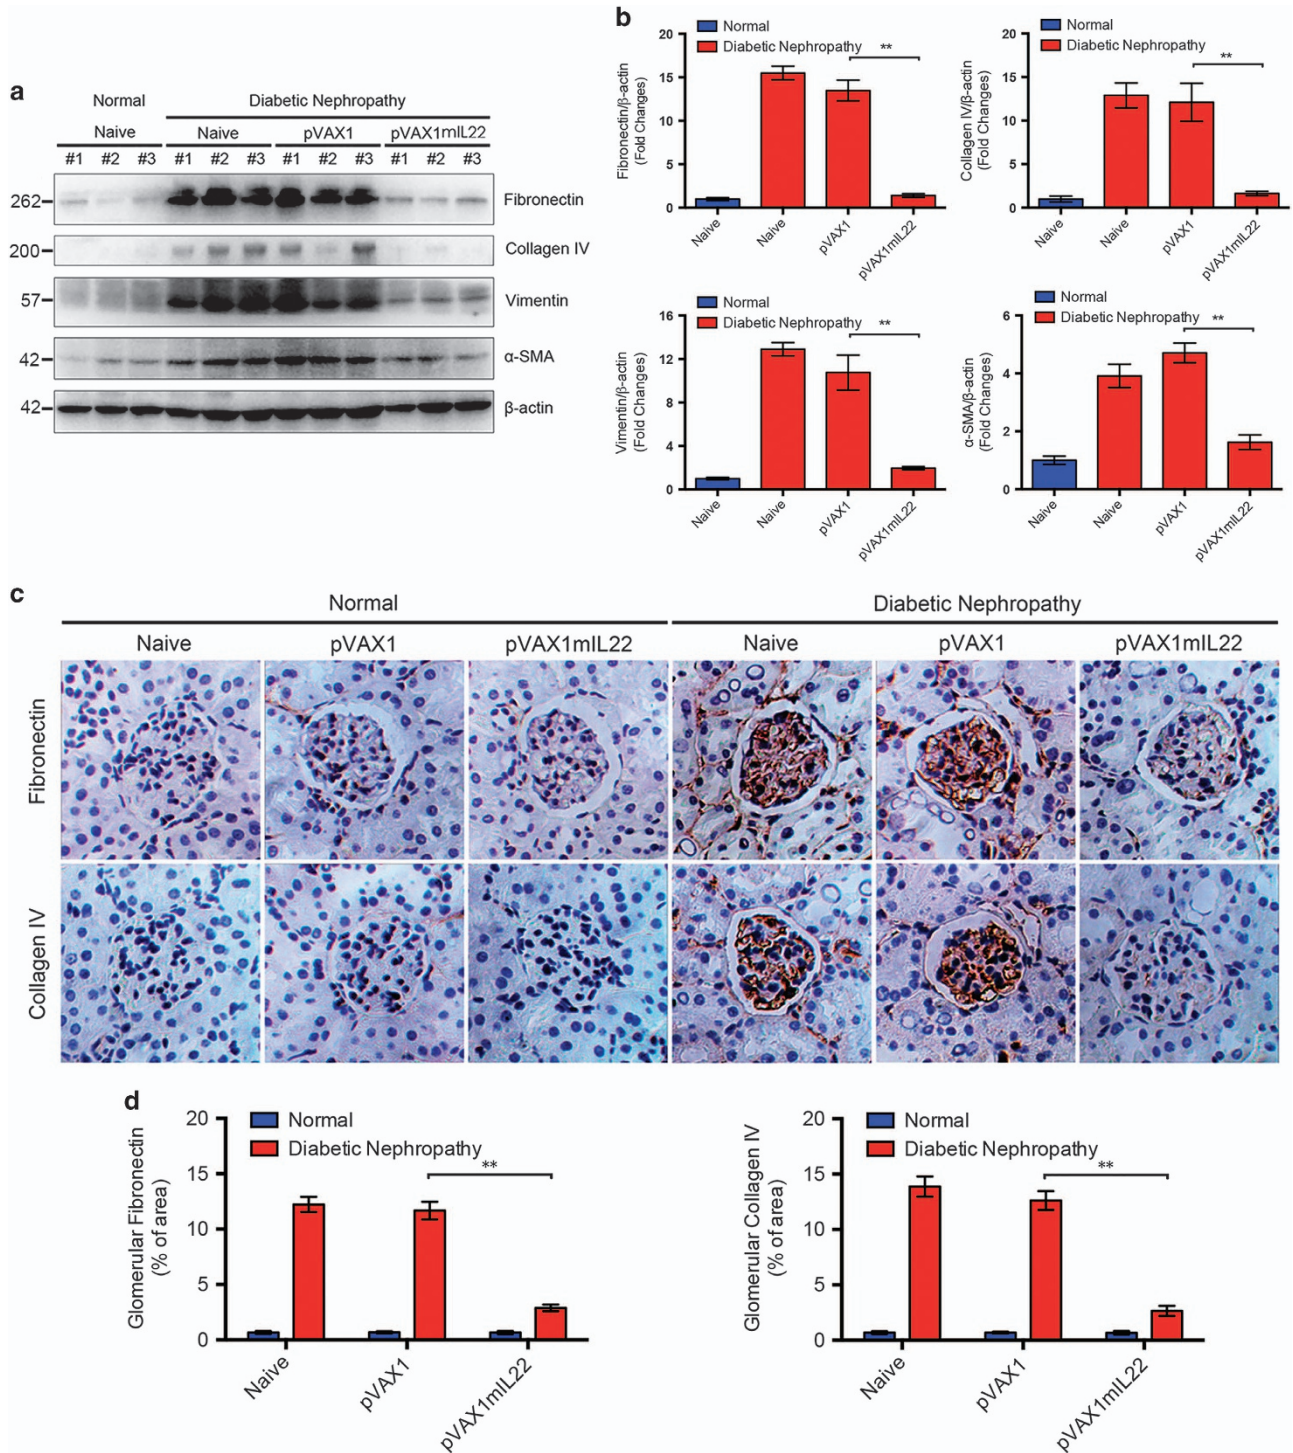 a
Normal
Diabetic Nephropathy
Naive
Naive
pVAX1
pVAX1mIL22
#1 #2 #3 #1 #2 #3 #1 #2 #3 #1 #2 #3
262
Fibronectin
200
Collagen IV
57
Vimentin
42
α-SMA
42
β-actin
b
Normal
Diabetic Nephropathy
**
Fibronectin/β-actin
(Fold Changes)
20
15
10
5
0
Naive
Naive
pVAX1
pVAX1mIL22
Normal
Diabetic Nephropathy
**
Collagen IV/β-actin
(Fold Changes)
20
15
10
5
0
Naive
Naive
pVAX1
pVAX1mIL22
Normal
Diabetic Nephropathy
**
Vimentin/β-actin
(Fold Changes)
16
12
8
4
0
Naive
Naive
pVAX1
pVAX1mIL22
Normal
Diabetic Nephropathy
**
α-SMA/β-actin
(Fold Changes)
6
4
2
0
Naive
Naive
pVAX1
pVAX1mIL22
c
Normal
Diabetic Nephropathy
Naive
pVAX1
pVAX1mIL22
Naive
pVAX1
pVAX1mIL22
Fibronectin
Collagen IV
d
Normal
Diabetic Nephropathy
**
Glomerular Fibronectin
(% of area)
20
15
10
5
0
Naive
pVAX1
pVAX1mIL22
Normal
Diabetic Nephropathy
**
Glomerular Collagen IV
(% of area)
20
15
10
5
0
Naive
pVAX1
pVAX1mIL22